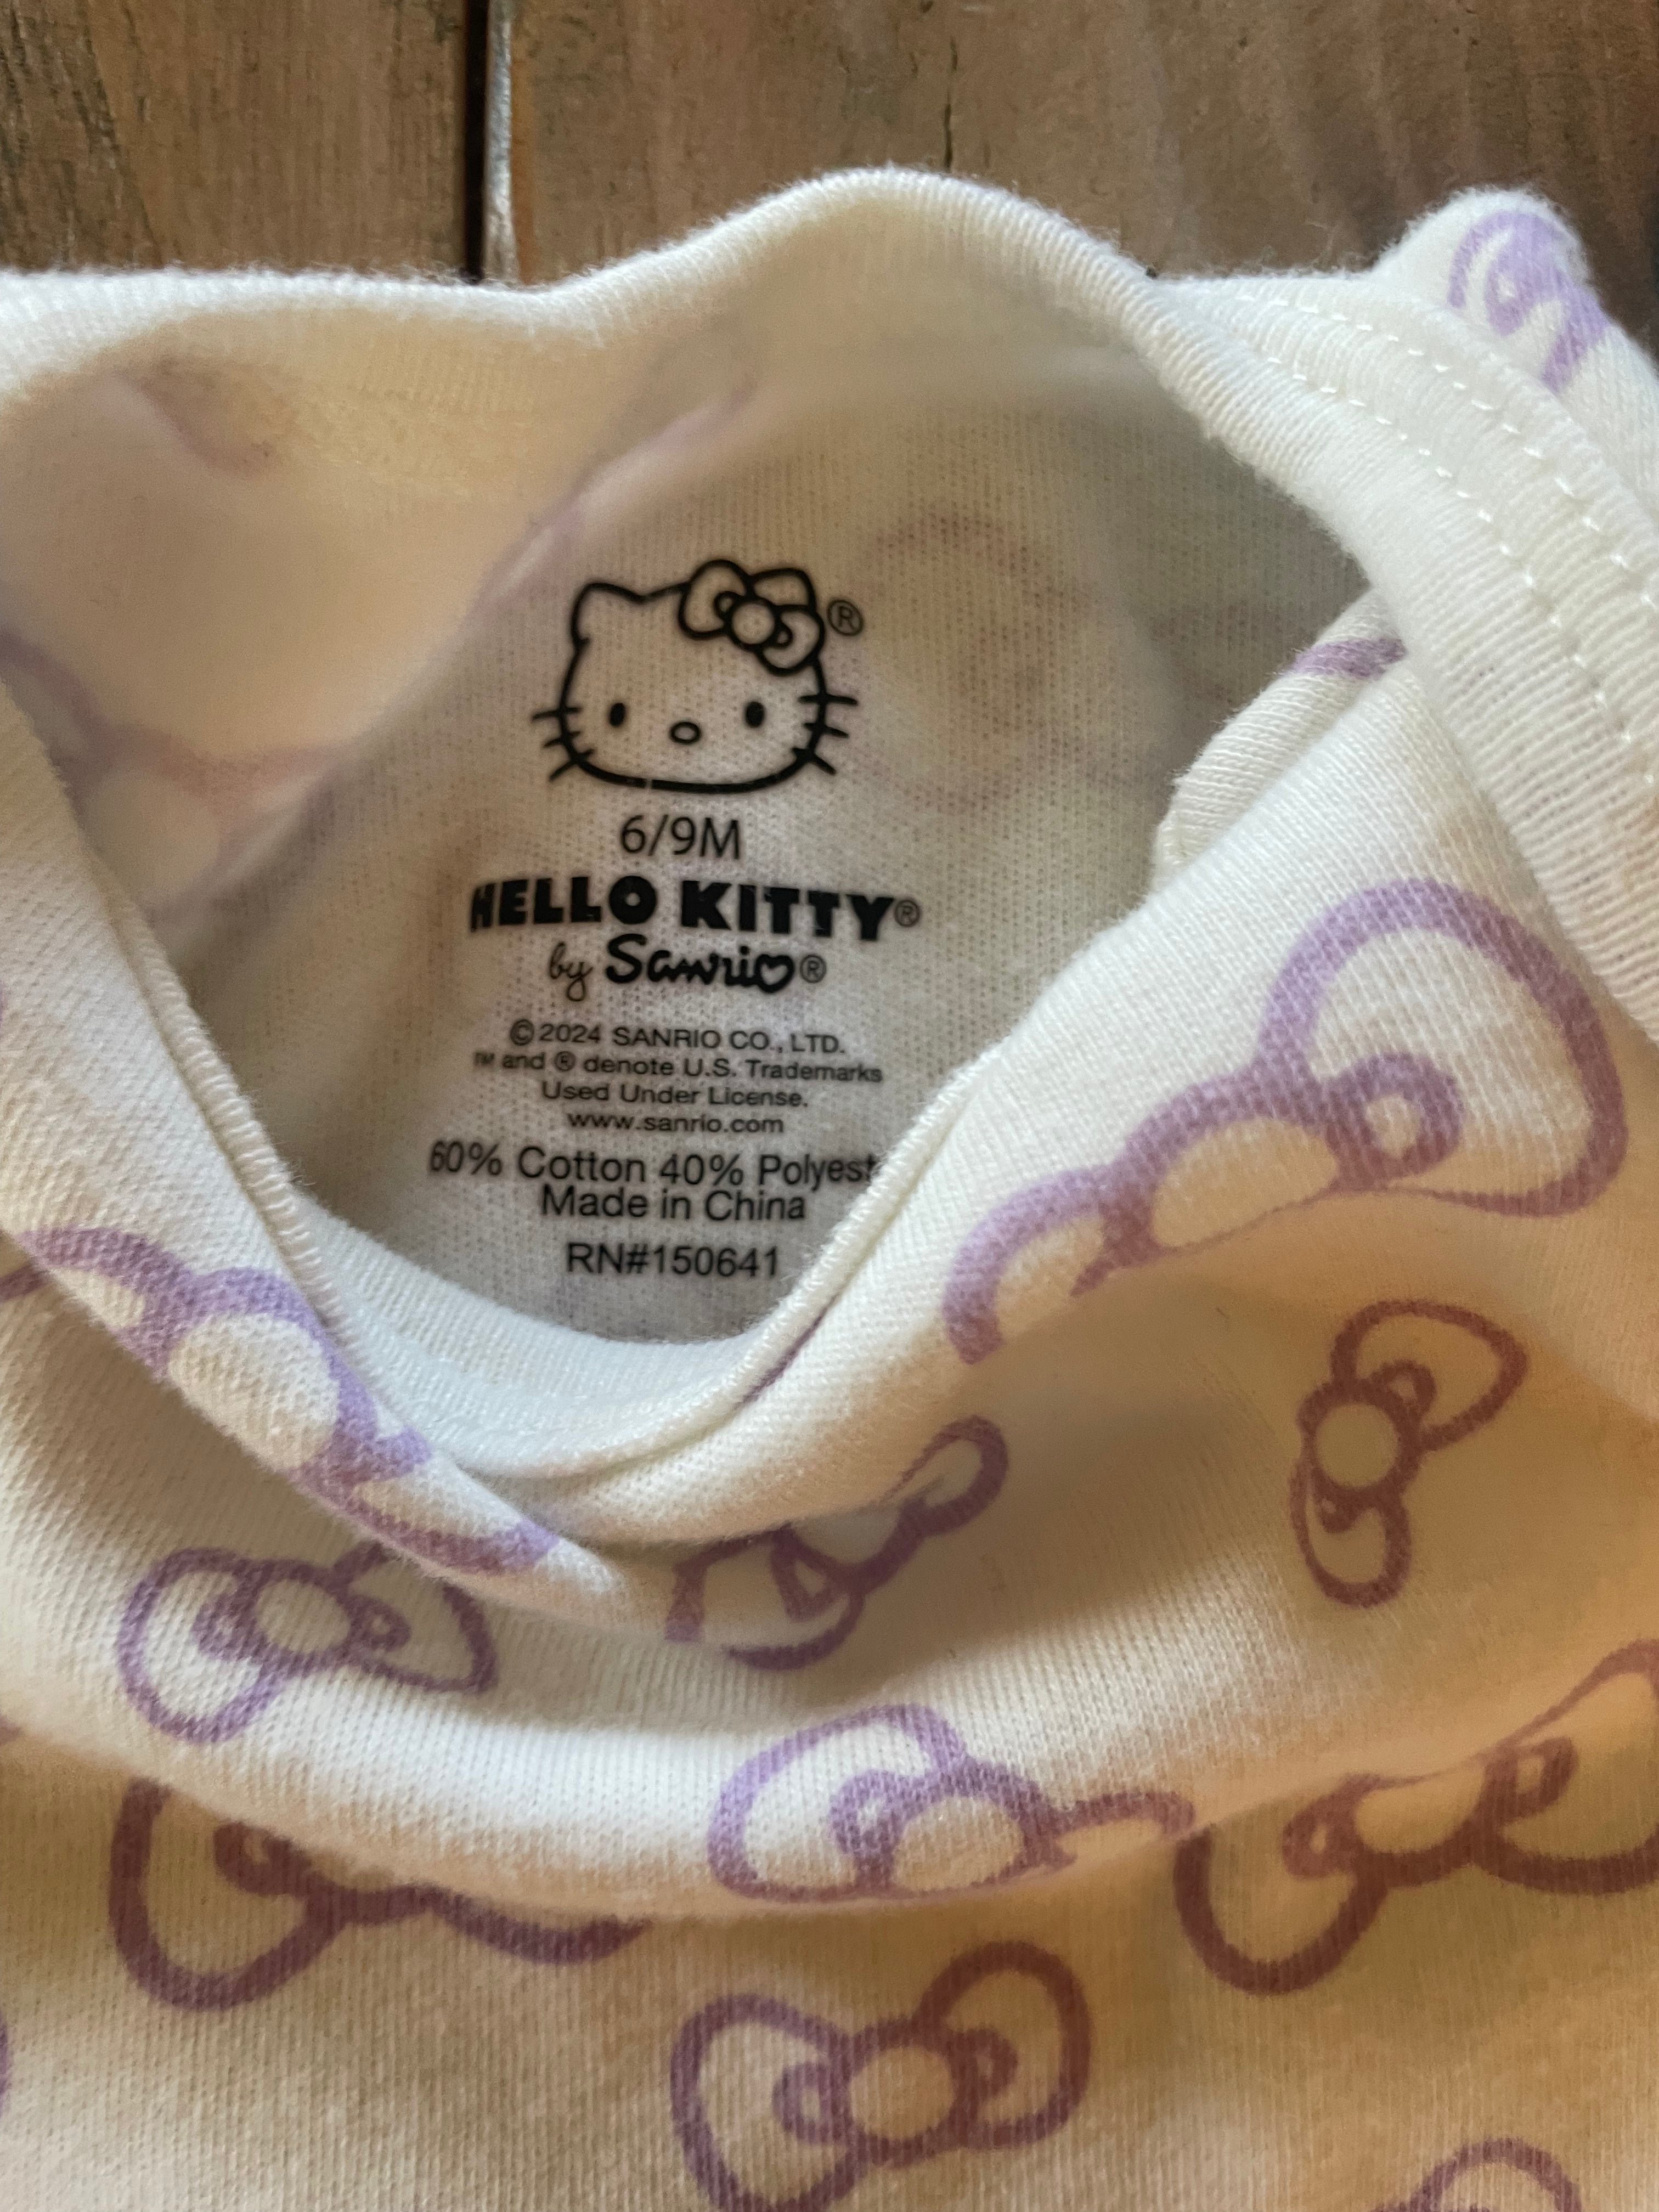 ®
6/9M
HELLO KITTY®
by Sanrio®
©2024 SANRIO CO., LTD.
™ and ® denote U.S. Trademarks
Used Under License.
www.sanrio.com
60% Cotton 40% Polyest
Made in China
RN#150641